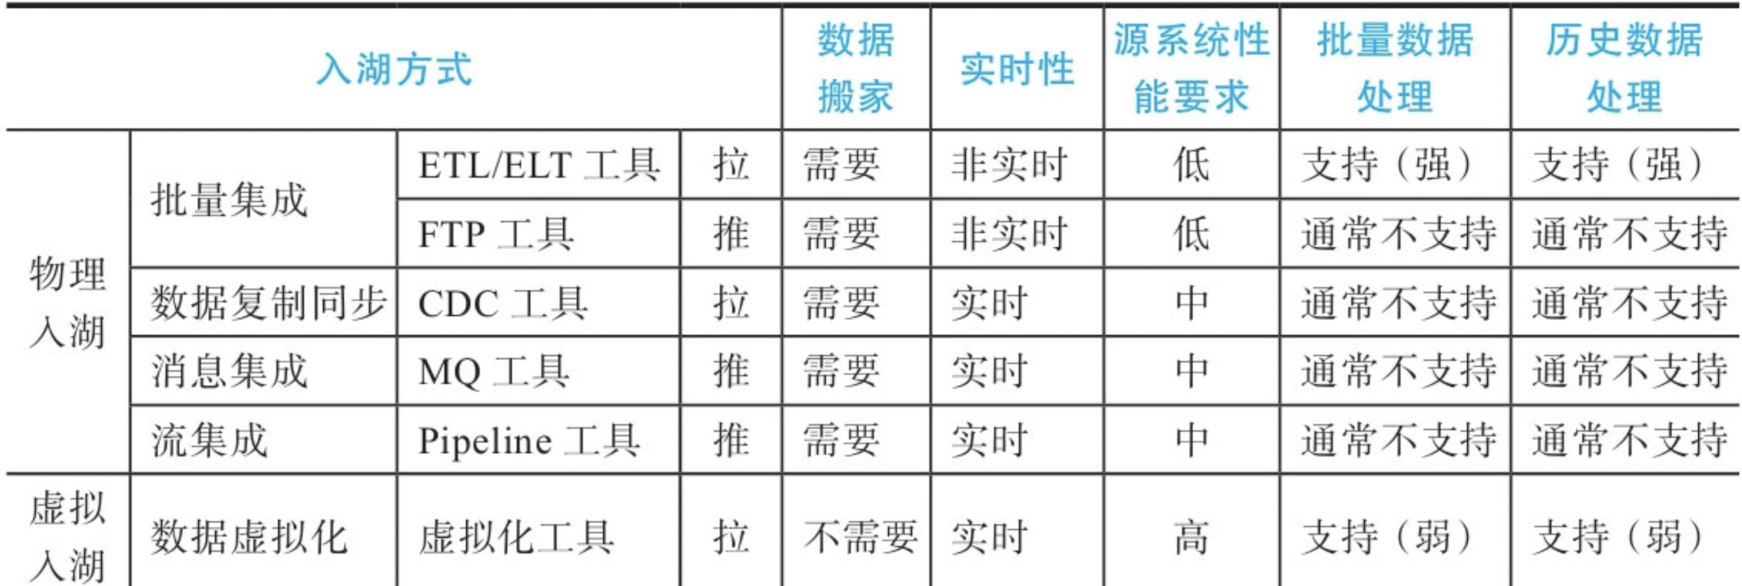 入湖方式 数据搬家 实时性 源系统性能要求 批量数据处理 历史数据处理
物理入湖 批量集成 ETL/ELT 工具 拉 需要 非实时 低 支持（强） 支持（强）
FTP 工具 推 需要 非实时 低 通常不支持 通常不支持
数据复制同步 CDC 工具 拉 需要 实时 中 通常不支持 通常不支持
消息集成 MQ 工具 推 需要 实时 中 通常不支持 通常不支持
流集成 Pipeline 工具 推 需要 实时 中 通常不支持 通常不支持
虚拟入湖 数据虚拟化 虚拟化工具 拉 不需要 实时 高 支持（弱） 支持（弱）